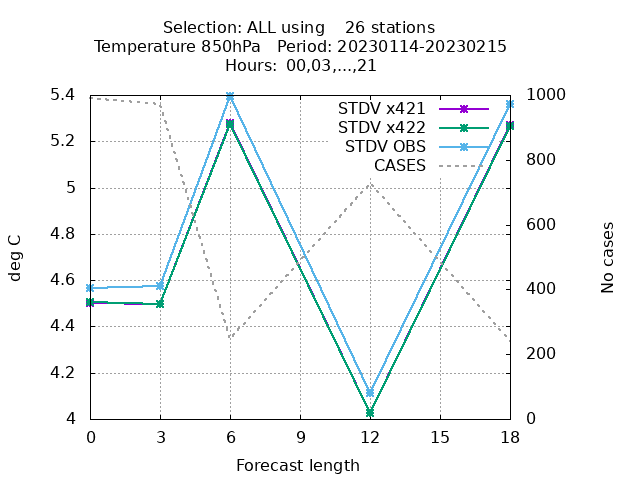 Selection: ALL using    26 stations
Temperature 850hPa   Period: 20230114-20230215
Hours: 00,03,...,21
STDV x421
STDV x422
STDV OBS
CASES
5.4
5.2
5
4.8
4.6
4.4
4.2
4
1000
800
600
400
200
0
deg C
No cases
0 3 6 9 12 15 18
Forecast length